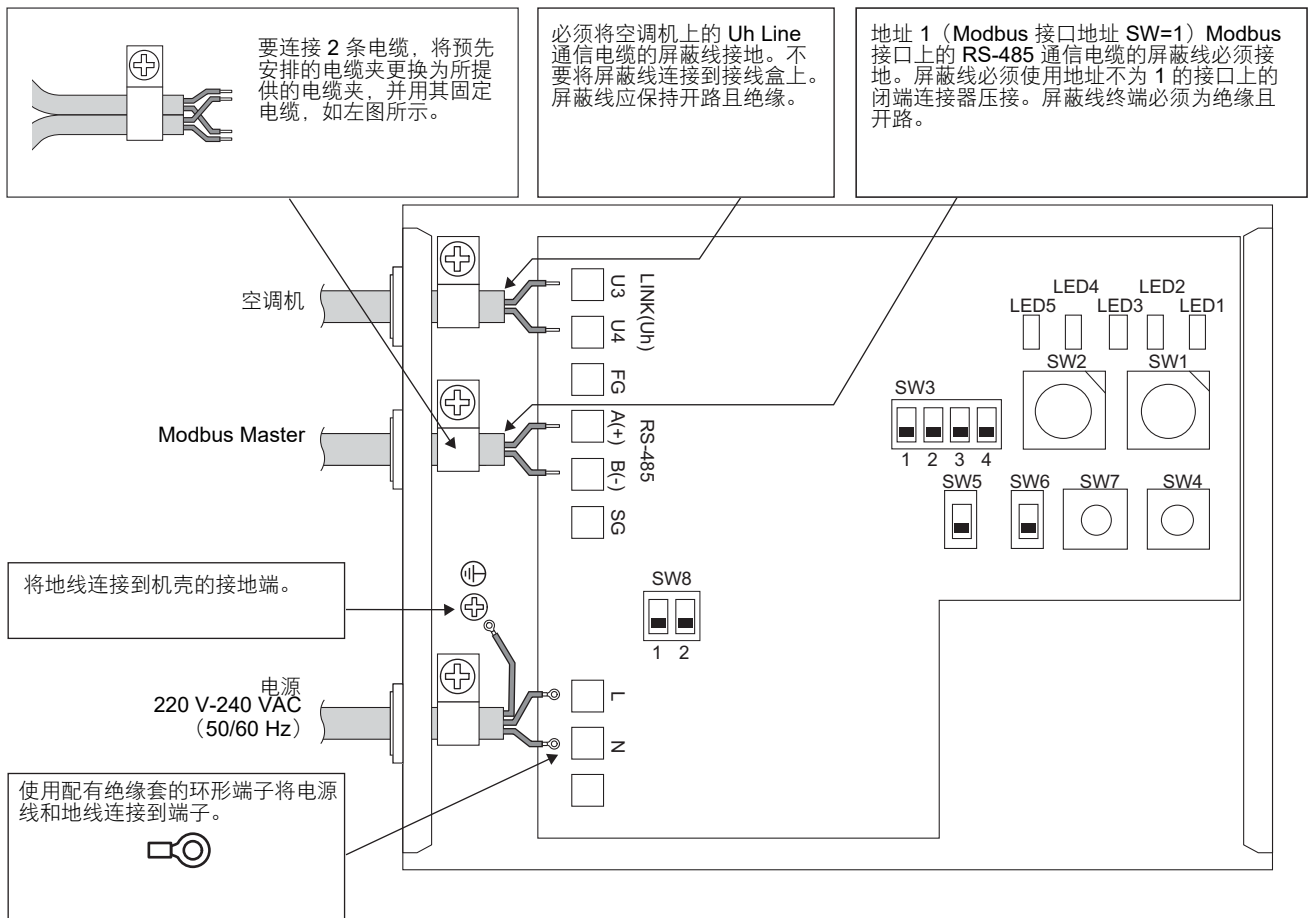 要连接 2 条电缆，将预先
安排的电缆夹更换为所提
供的电缆夹，并用其固定
电缆，如左图所示。
必须将空调机上的 Uh Line
通信电缆的屏蔽线接地。不
要将屏蔽线连接到接线盒上。
屏蔽线应保持开路且绝缘。
地址 1（Modbus 接口地址 SW=1）Modbus
接口上的 RS-485 通信电缆的屏蔽线必须接
地。屏蔽线必须使用地址不为 1 的接口上的
闭端连接器压接。屏蔽线终端必须为绝缘且
开路。
空调机
U3
U4
LINK(Uh)
FG
Modbus Master
A(+)
B(-)
RS-485
SG
LED4
LED2
LED5
LED3
LED1
SW2
SW1
SW3
1 2 3 4
SW5
SW6
SW7
SW4
将地线连接到机壳的接地端。
SW8
1 2
电源
220 V-240 VAC
（50/60 Hz）
L
N
使用配有绝缘套的环形端子将电源
线和地线连接到端子。